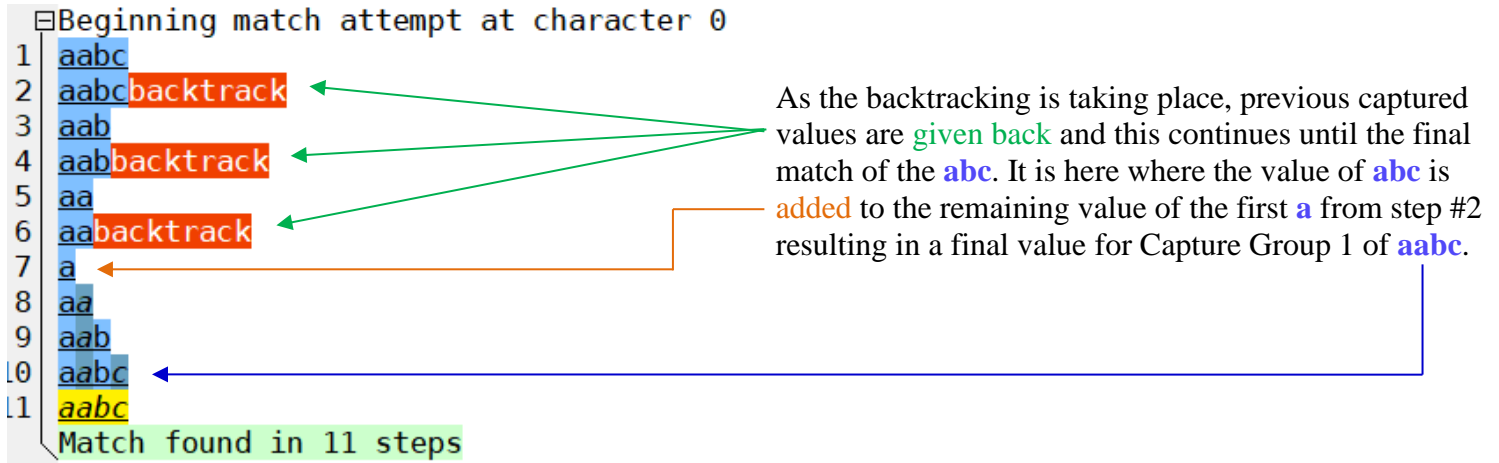 Beginning match attempt at character 0
1 aabc
2 aabcbacktrack
3 aab
4 aabbacktrack
5 aa
6 aabacktrack
7 a
8 aa
9 aab
10 aabc
11 aabc
Match found in 11 steps
As the backtracking is taking place, previous captured
values are given back and this continues until the final
match of the abc. It is here where the value of abc is
added to the remaining value of the first a from step #2
resulting in a final value for Capture Group 1 of aabc.